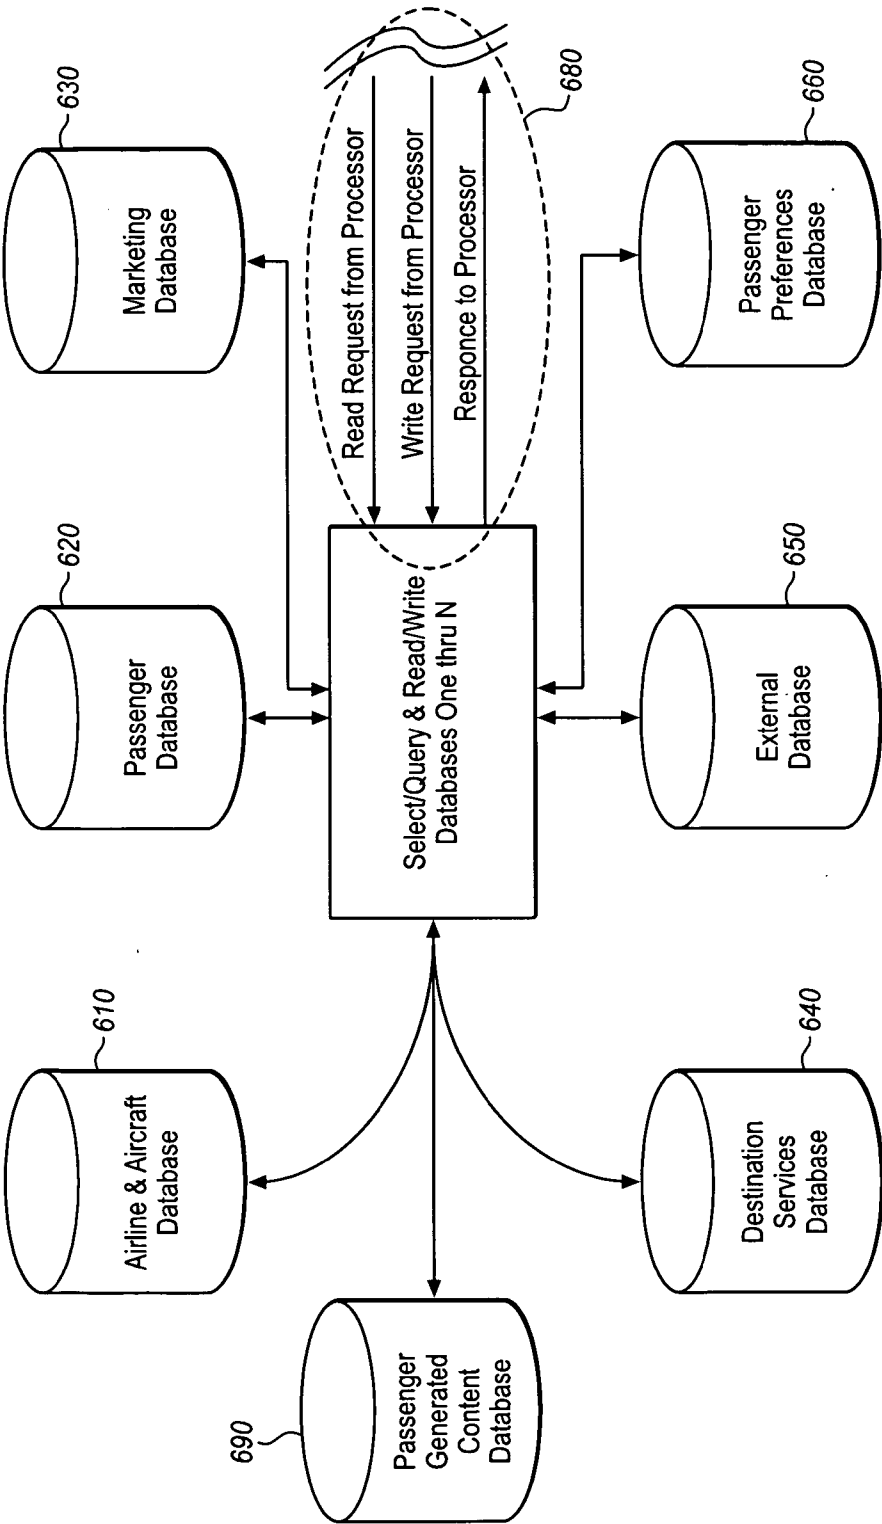 610
Airline & Aircraft
Database
620
Passenger
Database
630
Marketing
Database
690
Passenger
Generated
Content
Database
Select/Query & Read/Write
Databases One thru N
Read Request from Processor
Write Request from Processor
Responce to Processor
680
640
Destination
Services
Database
650
External
Database
660
Passenger
Preferences
Database